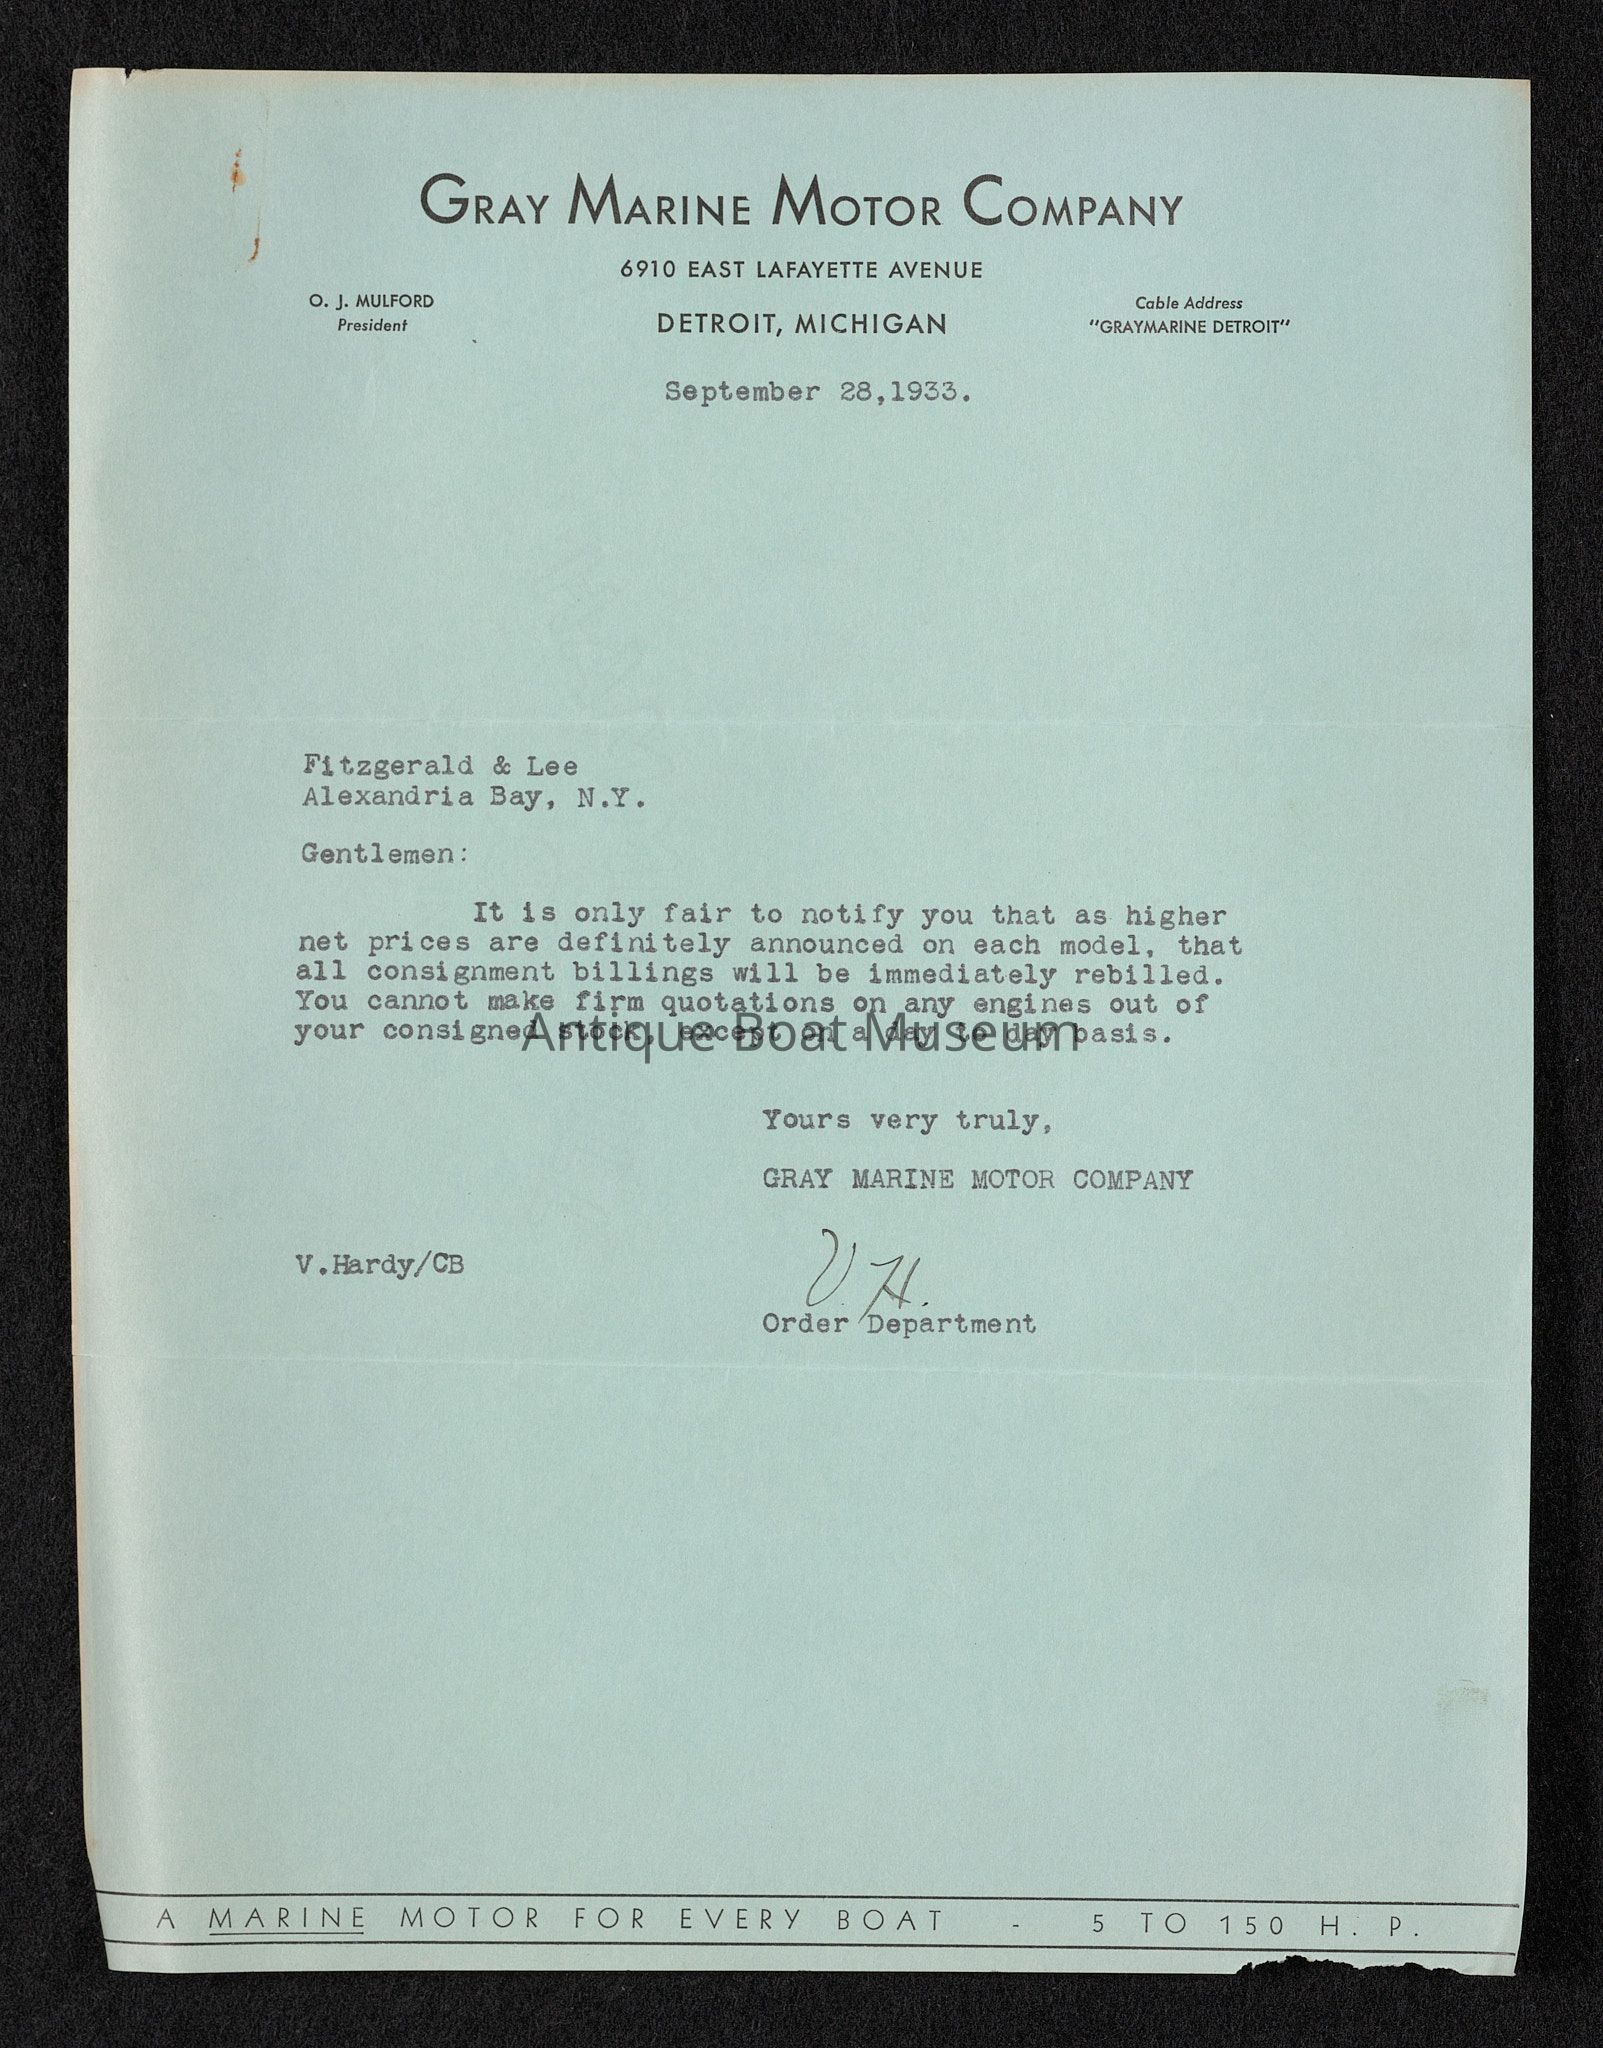 GRAY MARINE MOTOR COMPANY
6910 EAST LAFAYETTE AVENUE
O. J. MULFORD
President
DETROIT, MICHIGAN
Cable Address
"GRAYMARINE DETROIT"
September 28,1933.
Fitzgerald & Lee
Alexandria Bay, N.Y.
Gentlemen:
It is only fair to notify you that as higher
net prices are definitely announced on each model, that
all consignment billings will be immediately rebilled.
You cannot make firm quotations on any engines out of
your consigned stock, except on a day to day basis.
Antique Boat Museum
Yours very truly,
GRAY MARINE MOTOR COMPANY
V.Hardy/CB
V. H.
Order Department
A MARINE MOTOR FOR EVERY BOAT - 5 TO 150 H. P.